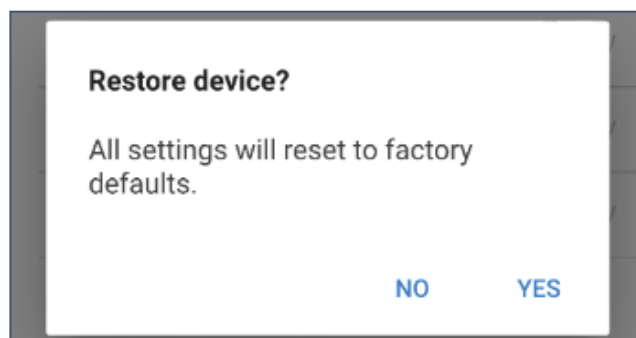 Restore device?
All settings will reset to factory
defaults.
NO YES